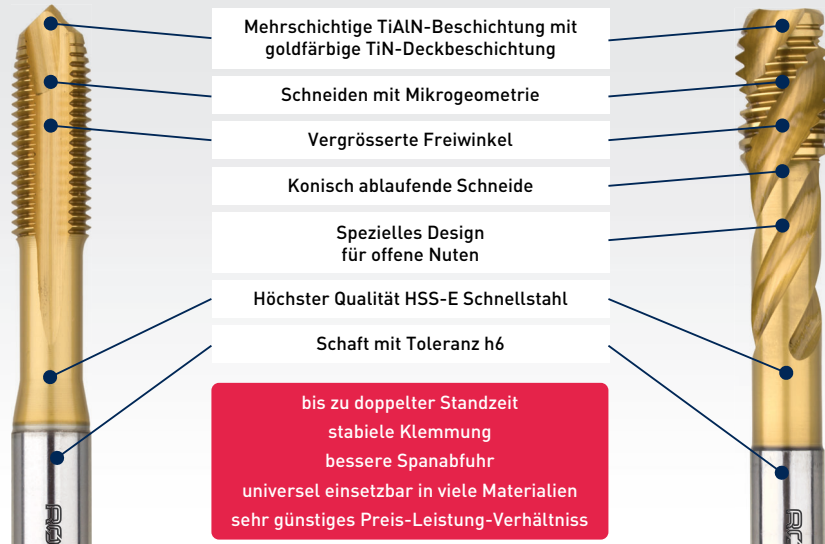 Mehrschichtige TiAlN-Beschichtung mit
goldfärbige TiN-Deckbeschichtung
Schneiden mit Mikrogeometrie
Vergrösserte Freiwinkel
Konisch ablaufende Schneide
Spezielles Design
für offene Nuten
Höchster Qualität HSS-E Schnellstahl
Schaft mit Toleranz h6
bis zu doppelter Standzeit
stabiele Klemmung
bessere Spanabfuhr
universel einsetzbar in viele Materialien
sehr günstiges Preis-Leistung-Verhältniss